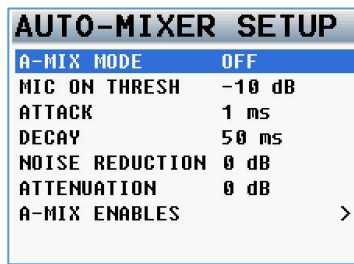 AUTO-MIXER SETUP
A-MIX MODE OFF
MIC ON THRESH -10 dB
ATTACK 1 ms
DECAY 50 ms
NOISE REDUCTION 0 dB
ATTENUATION 0 dB
A-MIX ENABLES >